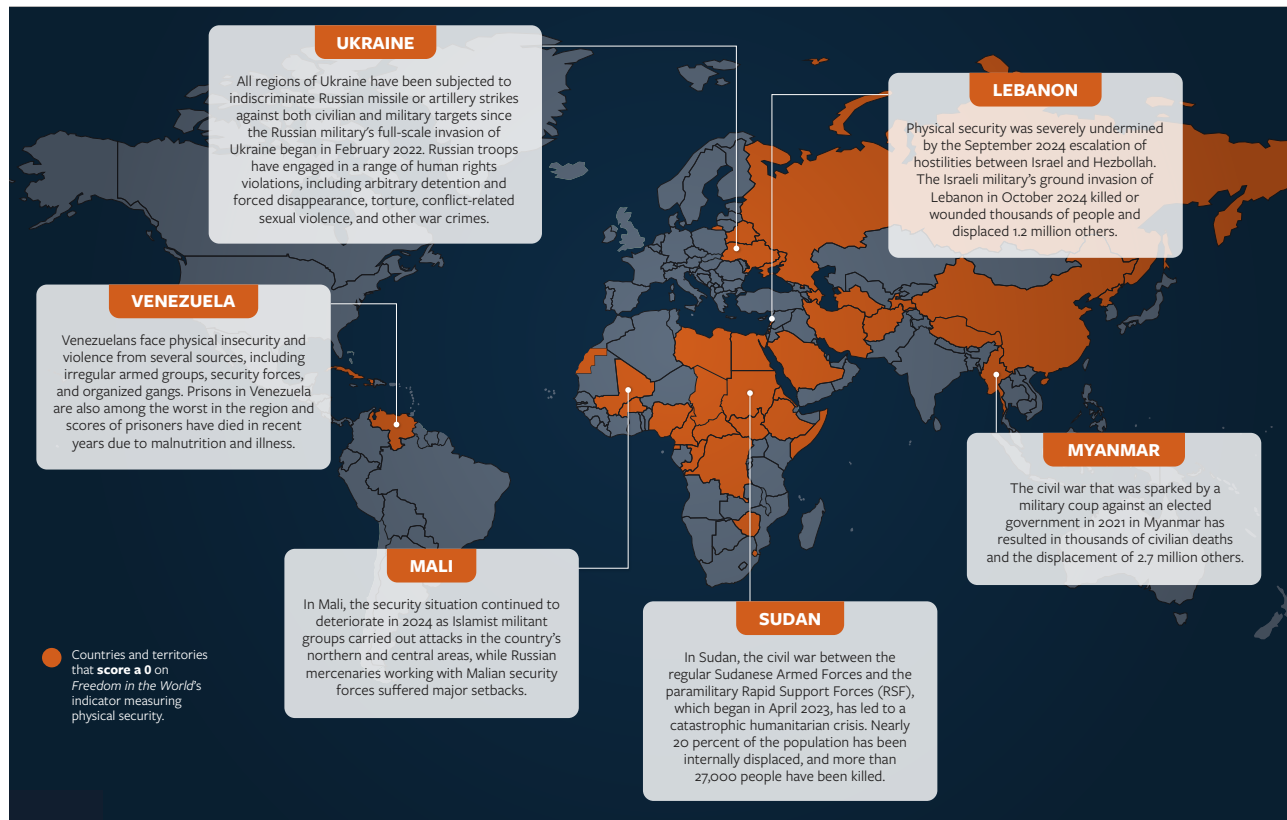 UKRAINE
All regions of Ukraine have been subjected to
indiscriminate Russian missile or artillery strikes
against both civilian and military targets since
the Russian military’s full-scale invasion of
Ukraine began in February 2022. Russian troops
have engaged in a range of human rights
violations, including arbitrary detention and
forced disappearance, torture, conflict-related
sexual violence, and other war crimes.
LEBANON
Physical security was severely undermined
by the September 2024 escalation of
hostilities between Israel and Hezbollah.
The Israeli military’s ground invasion of
Lebanon in October 2024 killed or
wounded thousands of people and
displaced 1.2 million others.
VENEZUELA
Venezuelans face physical insecurity and
violence from several sources, including
irregular armed groups, security forces,
and organized gangs. Prisons in Venezuela
are also among the worst in the region and
scores of prisoners have died in recent
years due to malnutrition and illness.
MYANMAR
The civil war that was sparked by a
military coup against an elected
government in 2021 in Myanmar has
resulted in thousands of civilian deaths
and the displacement of 2.7 million others.
MALI
In Mali, the security situation continued to
deteriorate in 2024 as Islamist militant
groups carried out attacks in the country’s
northern and central areas, while Russian
mercenaries working with Malian security
forces suffered major setbacks.
SUDAN
In Sudan, the civil war between the
regular Sudanese Armed Forces and the
paramilitary Rapid Support Forces (RSF),
which began in April 2023, has led to a
catastrophic humanitarian crisis. Nearly
20 percent of the population has been
internally displaced, and more than
27,000 people have been killed.
Countries and territories
that score a 0 on
Freedom in the World’s
indicator measuring
physical security.